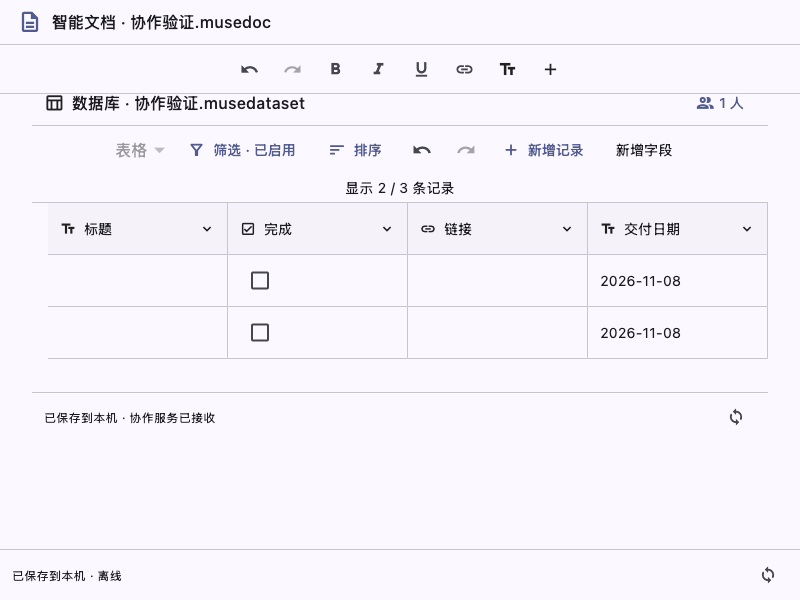 智能文档 · 协作验证.musedoc
B I U Tт
数据库 · 协作验证.musedataset
1 人
表格 筛选 · 已启用 排序 新增记录 新增字段
显示 2 / 3 条记录
标题 完成 链接 交付日期
2026-11-08
2026-11-08
已保存到本机 · 协作服务已接收
已保存到本机 · 离线